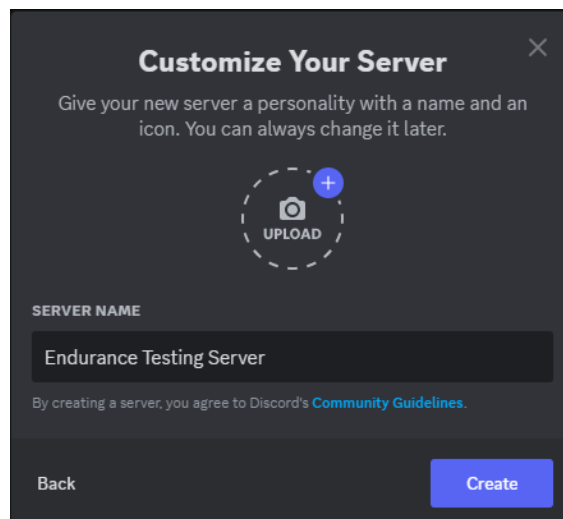 Customize Your Server
Give your new server a personality with a name and an
icon. You can always change it later.
UPLOAD
SERVER NAME
Endurance Testing Server
By creating a server, you agree to Discord's Community Guidelines.
Back
Create